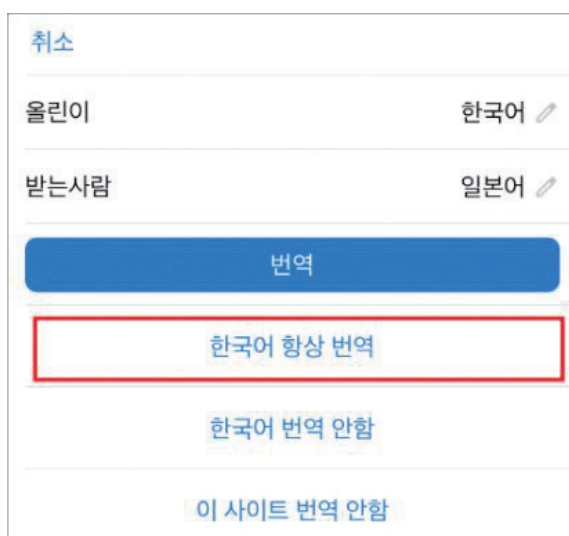 취소
올린이 한국어
받는사람 일본어
번역
한국어 항상 번역
한국어 번역 안함
이 사이트 번역 안함